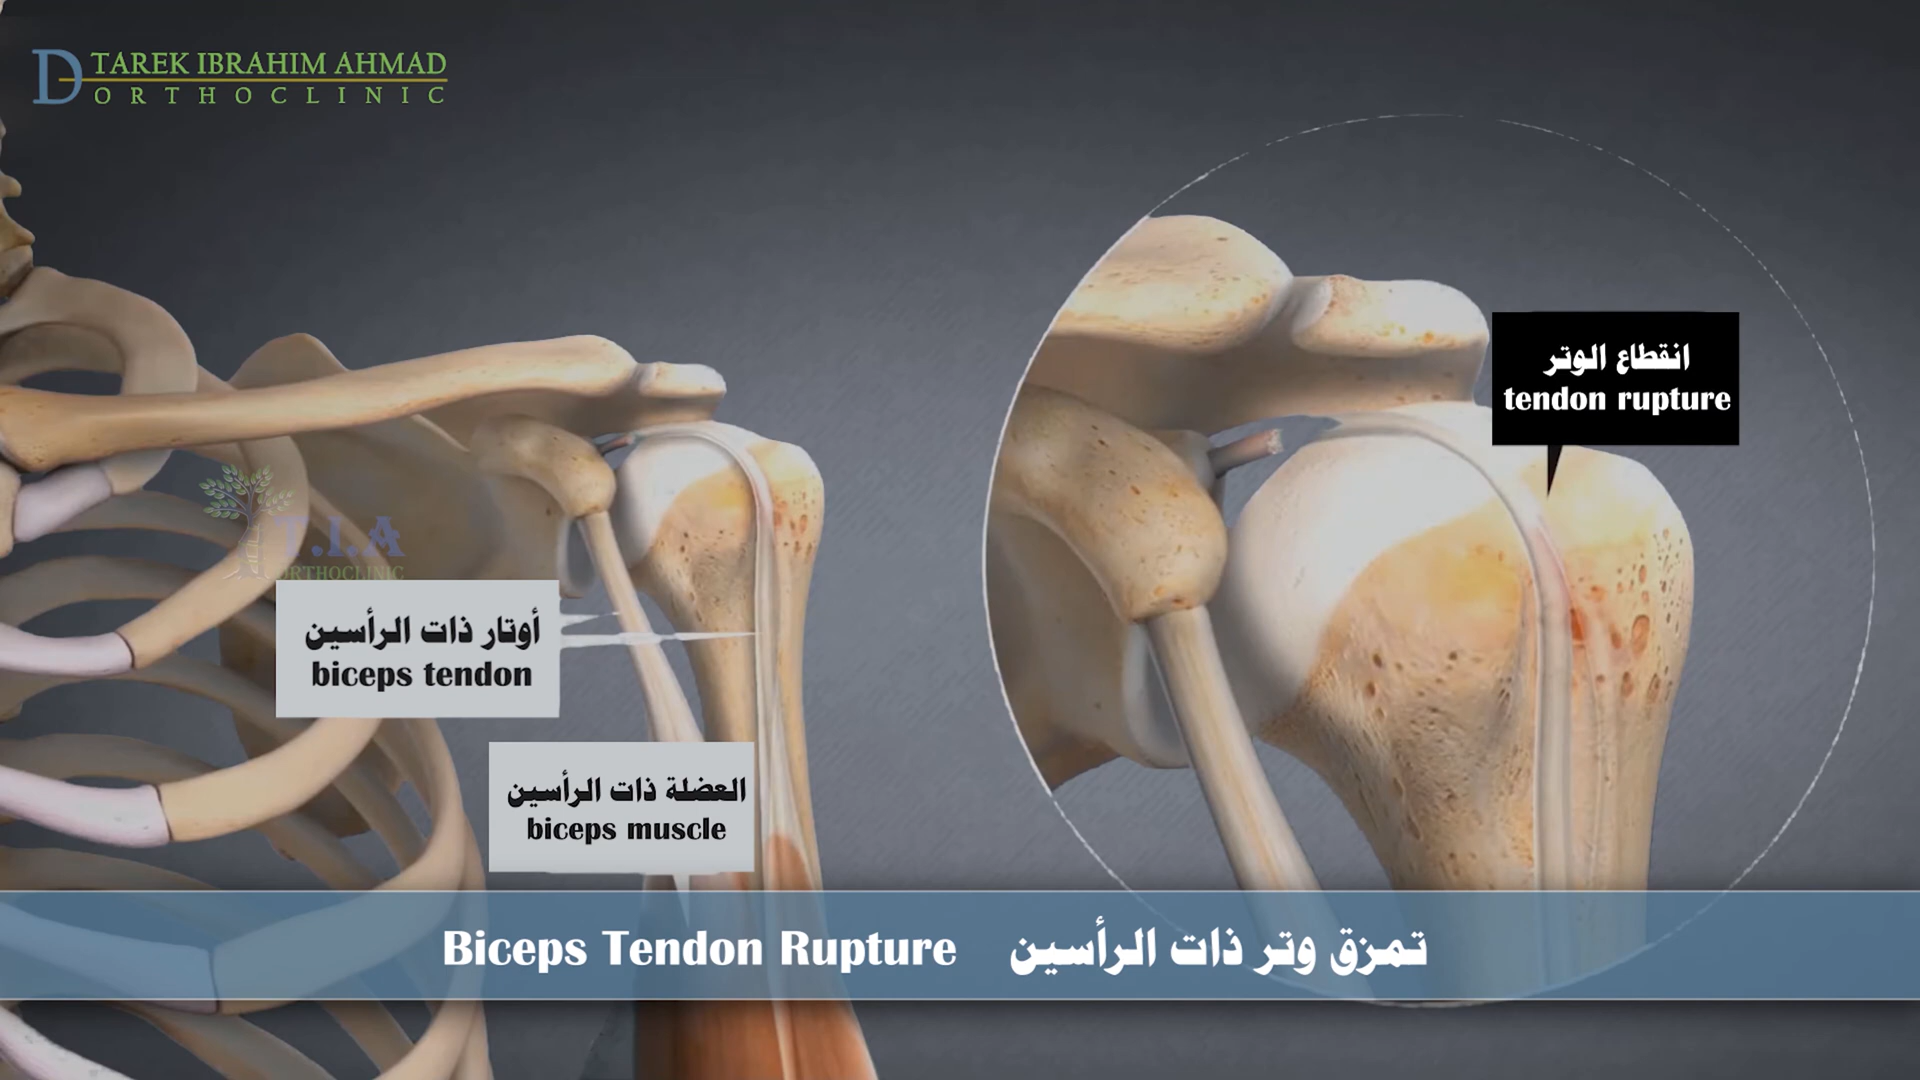 TAREK IBRAHIM AHMAD
ORTHOCLINIC
انقطاع الوتر
tendon rupture
T.I.A
ORTHOCLINIC
أوتار ذات الرأسين
biceps tendon
العضلة ذات الرأسين
biceps muscle
Biceps Tendon Rupture تمزق وتر ذات الرأسين